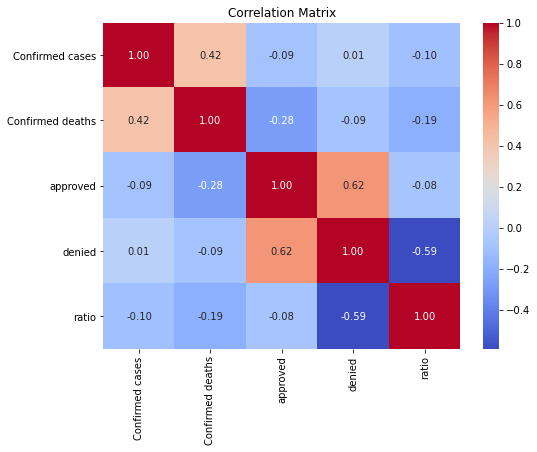 Correlation Matrix
Confirmed cases 1.00 0.42 -0.09 0.01 -0.10
Confirmed deaths 0.42 1.00 -0.28 -0.09 -0.19
approved -0.09 -0.28 1.00 0.62 -0.08
denied 0.01 -0.09 0.62 1.00 -0.59
ratio -0.10 -0.19 -0.08 -0.59 1.00
Confirmed cases
Confirmed deaths
approved
denied
ratio
1.0
0.8
0.6
0.4
0.2
0.0
−0.2
−0.4